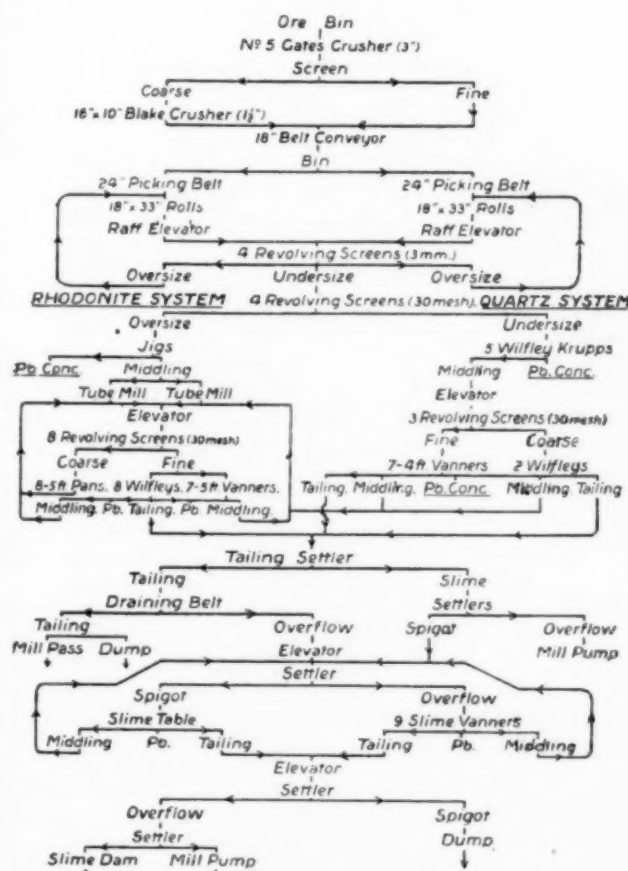 Ore Bin
Nº 5 Gates Crusher (3")
Screen
Coarse Fine
16"x10" Blake Crusher (1½")
18" Belt Conveyor
Bin
24" Picking Belt 24" Picking Belt
18"x 33" Rolls 18"x 33" Rolls
Raff Elevator Raff Elevator
4 Revolving Screens (3mm.)
Oversize Undersize Oversize
RHODONITE SYSTEM 4 Revolving Screens (30mesh) QUARTZ SYSTEM
Oversize Undersize
Jigs 5 Wilfley Krupps
Pb. Conc. Middling Middling Pb. Conc.
Tube Mill Tube Mill Elevator
Elevator 3 Revolving Screens (30mesh)
8 Revolving Screens (30mesh) Fine Coarse
Coarse Fine 7-4ft Vanners 2 Wilfleys
8-5ft Pans. 8 Wilfleys. 7-5ft Vanners. Tailing. Middling. Pb. Conc. Middling Tailing
Middling. Pb. Tailing. Pb. Middling.
Tailing Settler
Tailing Slime
Draining Belt Settlers
Tailing Overflow Spigot Overflow
Mill Pass Dump Elevator Mill Pump
Settler
Spigot Overflow
Slime Table 9 Slime Vanners
Middling Pb. Tailing Tailing Pb. Middling
Elevator
Settler
Overflow Spigot
Settler Dump
Slime Dam Mill Pump